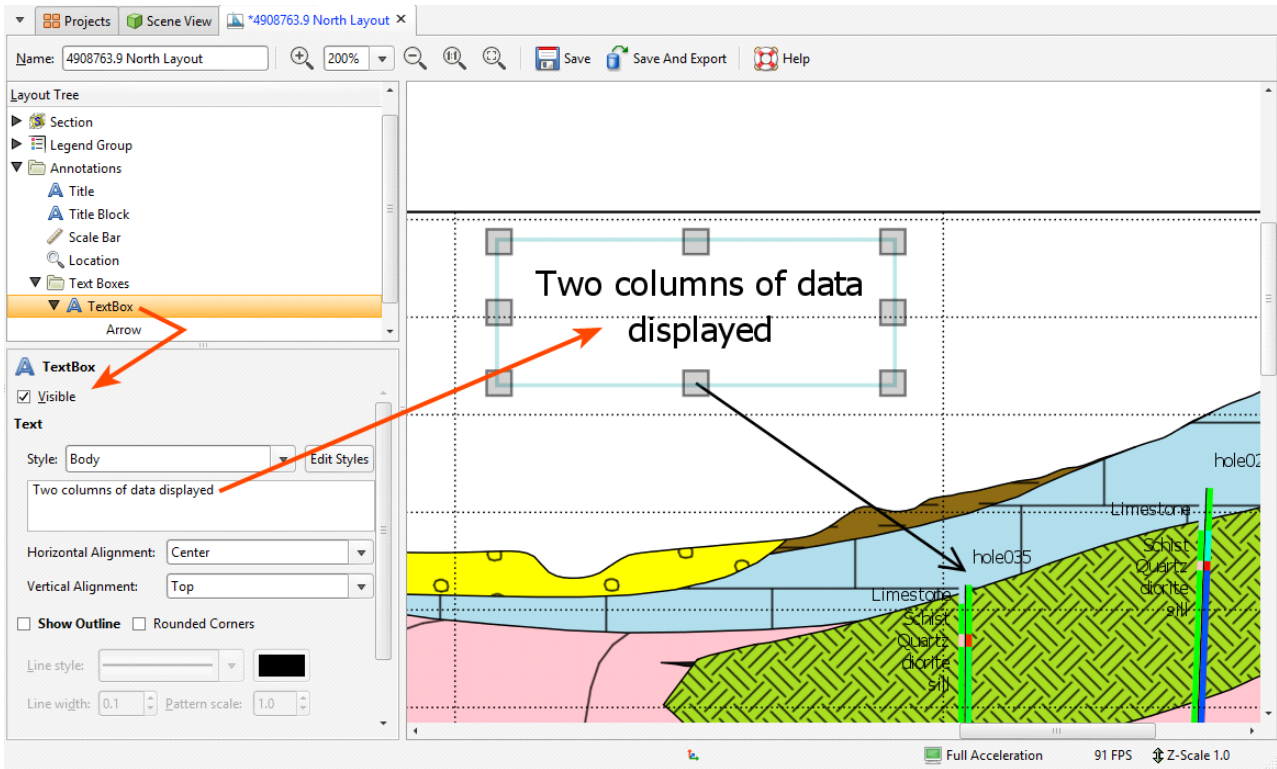 Projects Scene View *4908763.9 North Layout ×
Name: 4908763.9 North Layout 200% 1:1 Save Save And Export Help
Layout Tree
Section
Legend Group
Annotations
Title
Title Block
Scale Bar
Location
Text Boxes
TextBox
Arrow
TextBox
Visible
Text
Style: Body Edit Styles
Two columns of data displayed
Horizontal Alignment: Center
Vertical Alignment: Top
Show Outline Rounded Corners
Line style:
Line width: 0.1 Pattern scale: 1.0
Two columns of data
displayed
hole02
Limestone
Schist
Quartz
diorite
sill
hole035
Limestone
Schist
Quartz
diorite
sill
Full Acceleration 91 FPS Z-Scale 1.0